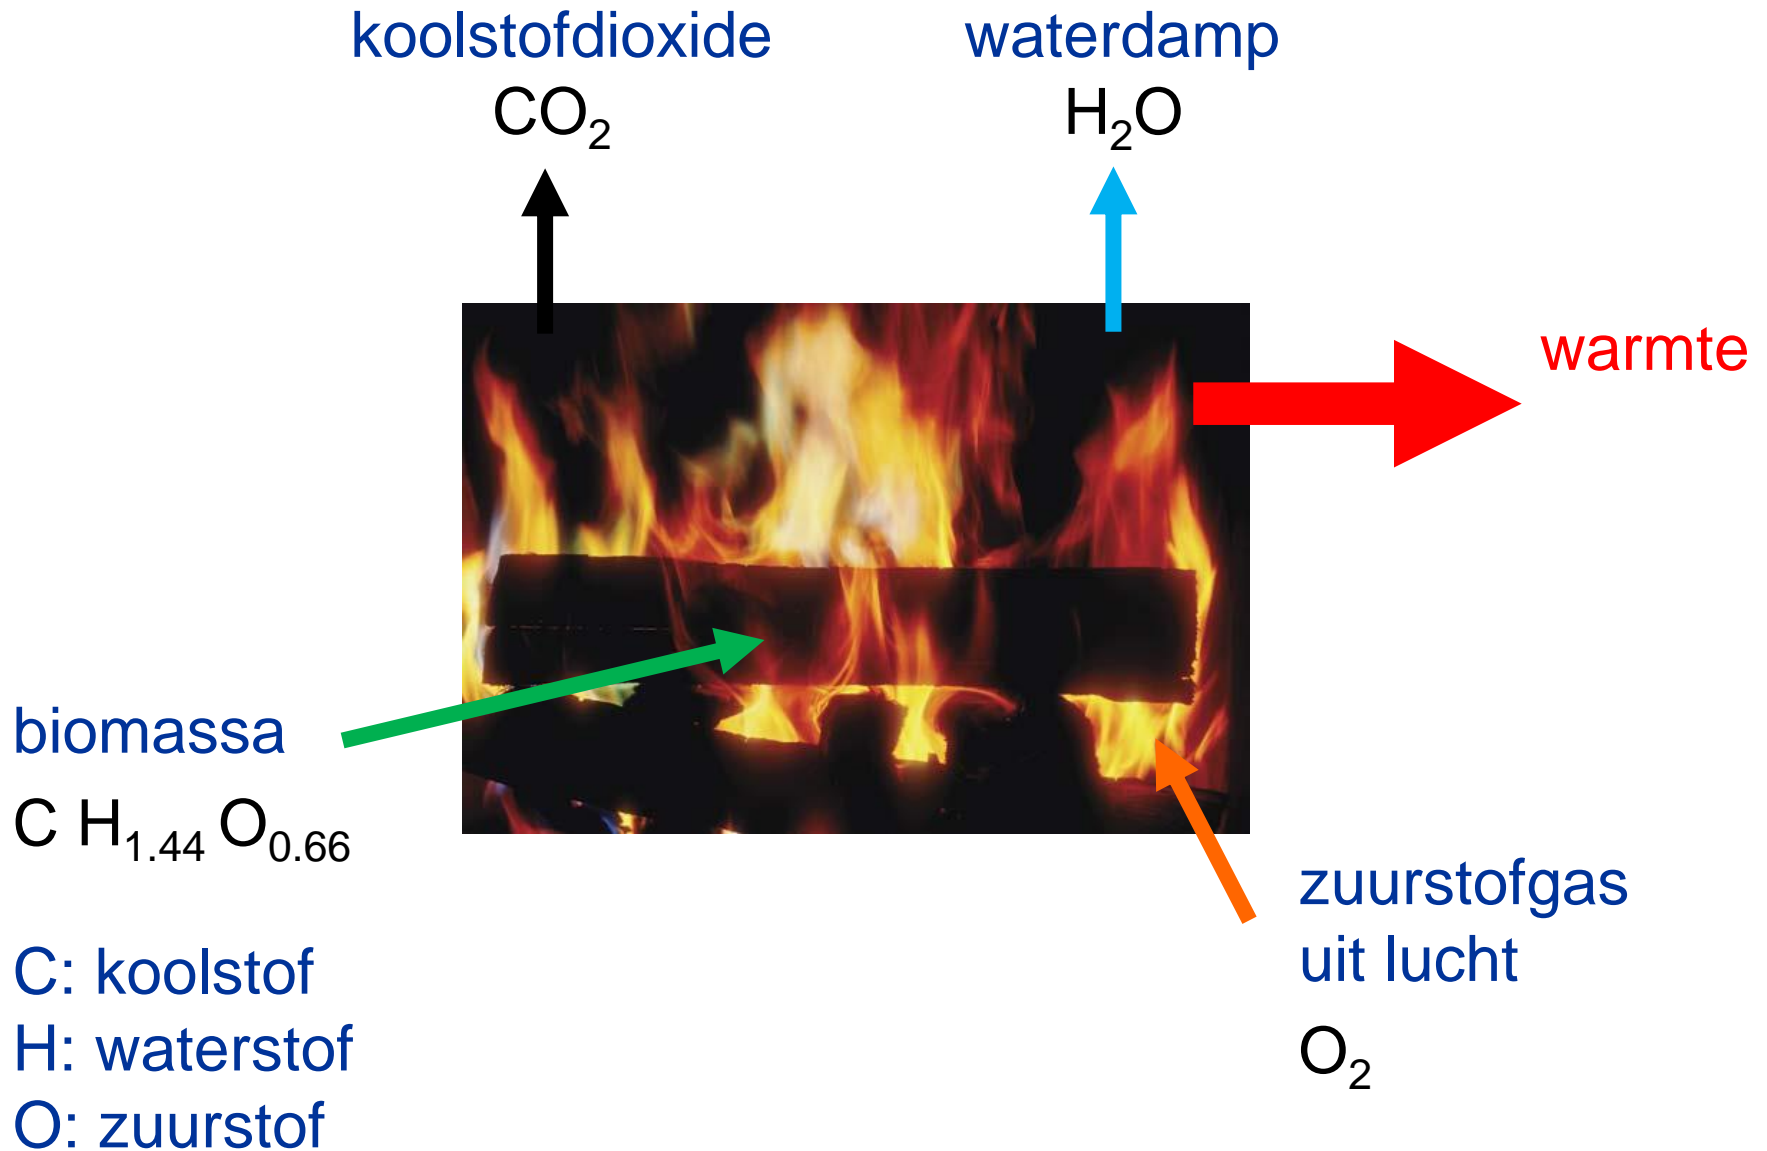 koolstofdioxide
CO₂
waterdamp
H₂O
warmte
biomassa
C H₁.₄₄ O₀.₆₆
C: koolstof
H: waterstof
O: zuurstof
zuurstofgas
uit lucht
O₂